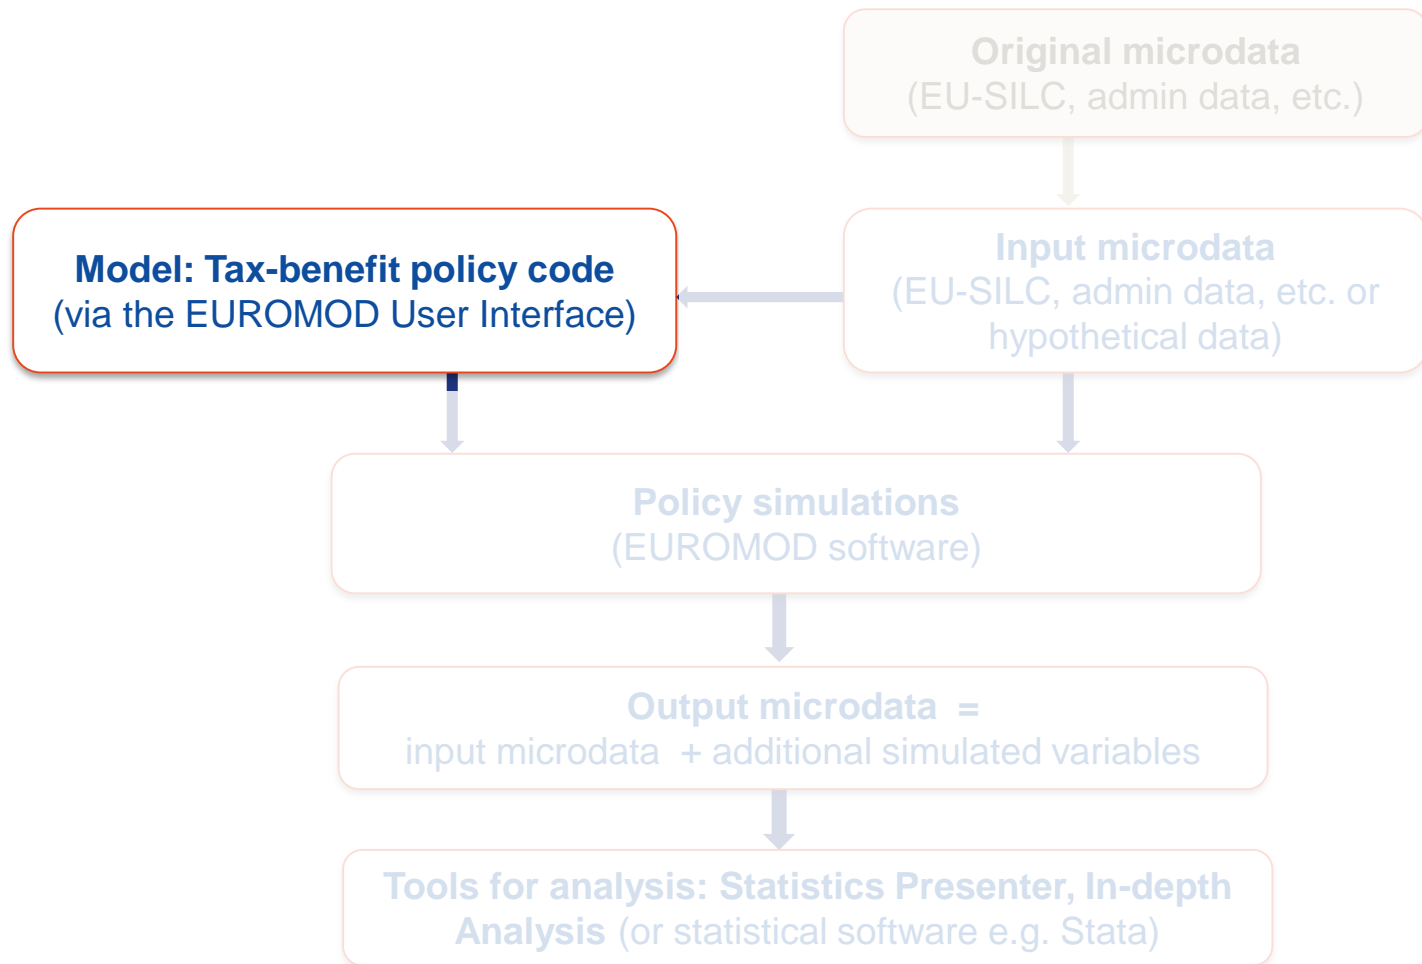 Original microdata
(EU-SILC, admin data, etc.)
Model: Tax-benefit policy code
(via the EUROMOD User Interface)
Input microdata
(EU-SILC, admin data, etc. or
hypothetical data)
Policy simulations
(EUROMOD software)
Output microdata =
input microdata + additional simulated variables
Tools for analysis: Statistics Presenter, In-depth
Analysis (or statistical software e.g. Stata)